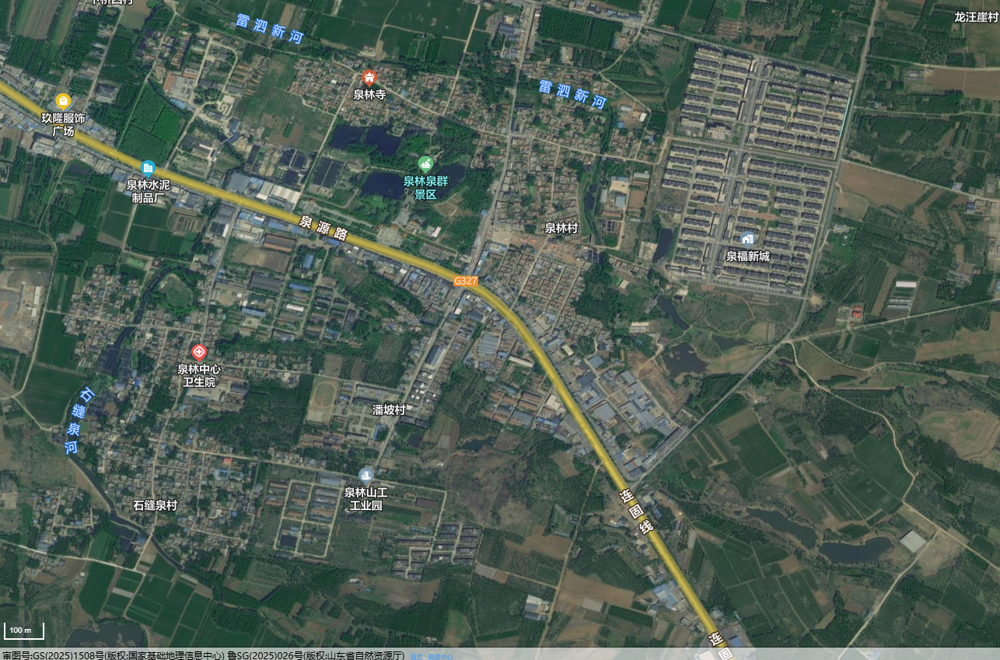 雷泗新河
龙汪崖村
泉林寺
雷泗新河
玖隆服饰
广场
泉林水泥
制品厂
泉林泉群
景区
泉源路
泉林村
泉福新城
G327
泉林中心
卫生院
石缝泉河
潘坡村
泉林山工
工业园
石缝泉村
连固线
100 m
连固
审图号:GS(2025)1508号(版权:国家基础地理信息中心) 鲁SG(2025)026号(版权:山东省自然资源厅)